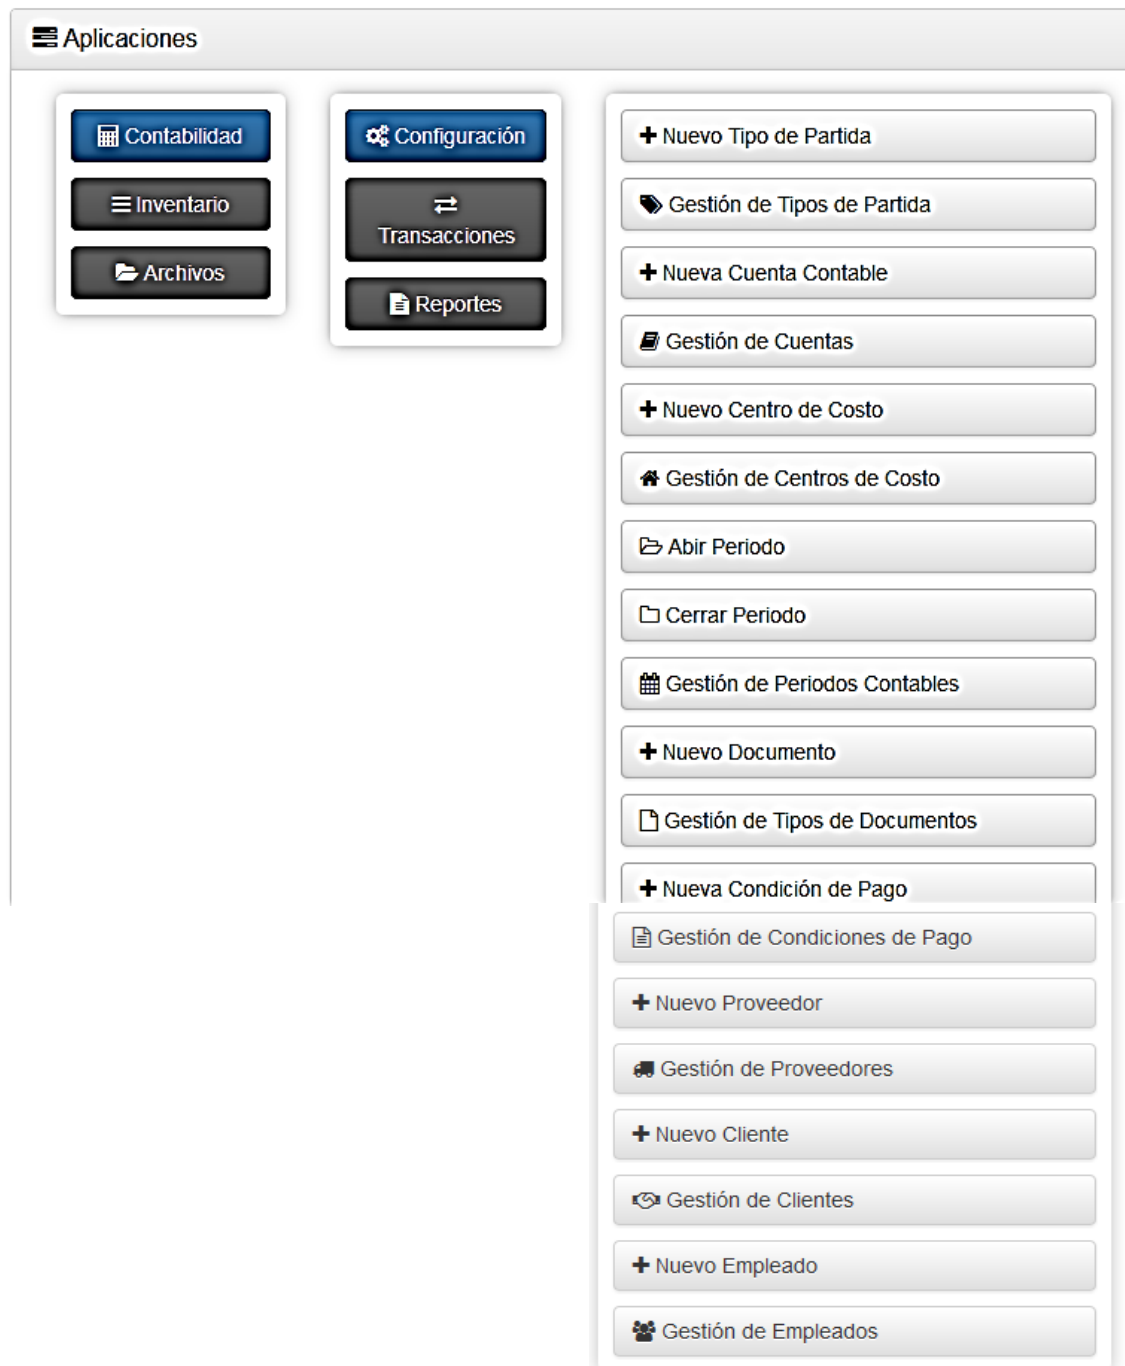 Aplicaciones
Contabilidad
Inventario
Archivos
Configuración
Transacciones
Reportes
Nuevo Tipo de Partida
Gestión de Tipos de Partida
Nueva Cuenta Contable
Gestión de Cuentas
Nuevo Centro de Costo
Gestión de Centros de Costo
Abir Periodo
Cerrar Periodo
Gestión de Periodos Contables
Nuevo Documento
Gestión de Tipos de Documentos
Nueva Condición de Pago
Gestión de Condiciones de Pago
Nuevo Proveedor
Gestión de Proveedores
Nuevo Cliente
Gestión de Clientes
Nuevo Empleado
Gestión de Empleados